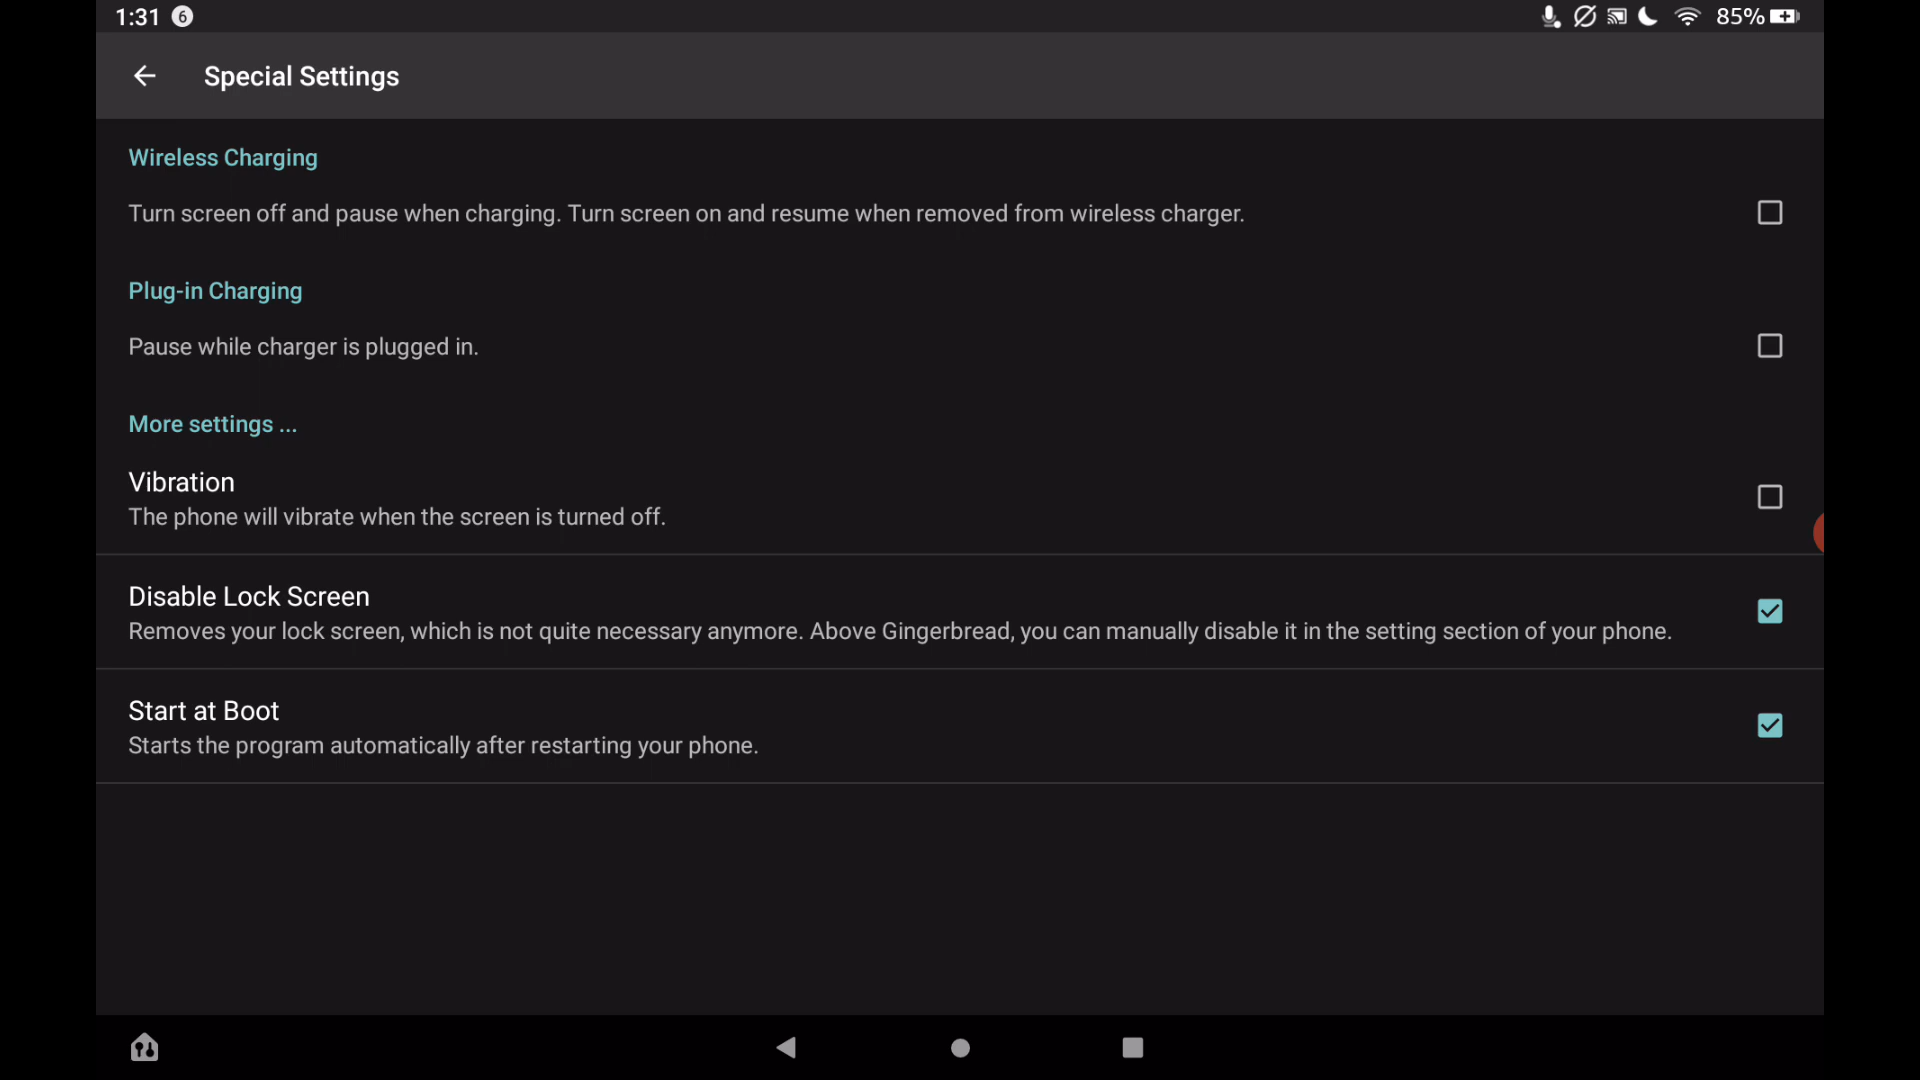 1:31 6 85%
Special Settings
Wireless Charging
Turn screen off and pause when charging. Turn screen on and resume when removed from wireless charger.
Plug-in Charging
Pause while charger is plugged in.
More settings ...
Vibration
The phone will vibrate when the screen is turned off.
Disable Lock Screen
Removes your lock screen, which is not quite necessary anymore. Above Gingerbread, you can manually disable it in the setting section of your phone.
Start at Boot
Starts the program automatically after restarting your phone.